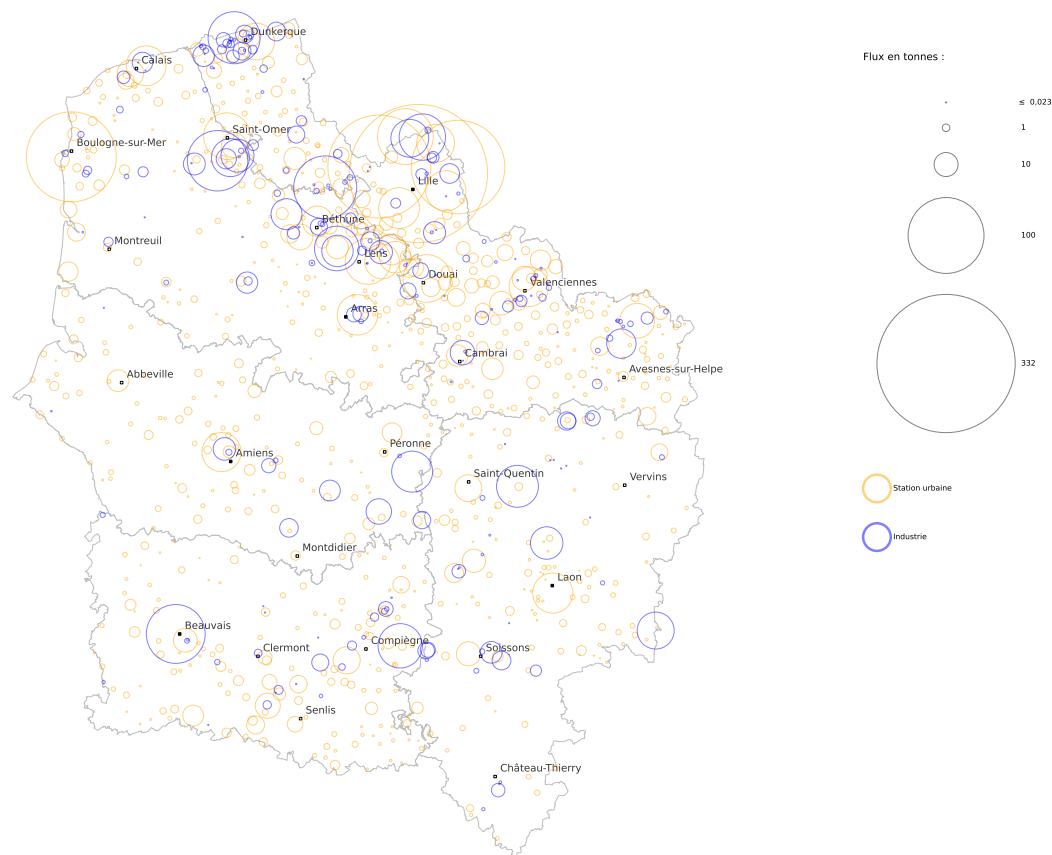 Dunkerque
Flux en tonnes :
Calais
≤ 0,023
1
Saint-Omer
Boulogne-sur-Mer
10
Lille
Béthune
100
Montreuil
Lens
Douai
Valenciennes
Arras
Cambrai
332
Avesnes-sur-Helpe
Abbeville
Péronne
Amiens
Saint-Quentin
Vervins
Station urbaine
Industrie
Montdidier
Laon
Beauvais
Compiègne
Clermont
Soissons
Senlis
Château-Thierry